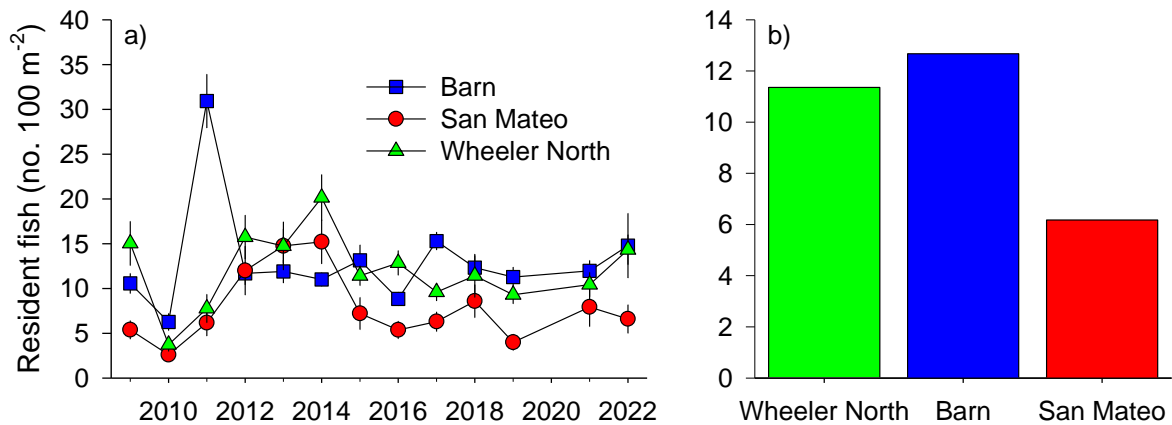 Resident fish (no. 100 m⁻²)
a)
40
35
30
25
20
15
10
5
0
Barn
San Mateo
Wheeler North
2010 2012 2014 2016 2018 2020 2022
b)
14
12
10
8
6
4
2
0
Wheeler North Barn San Mateo